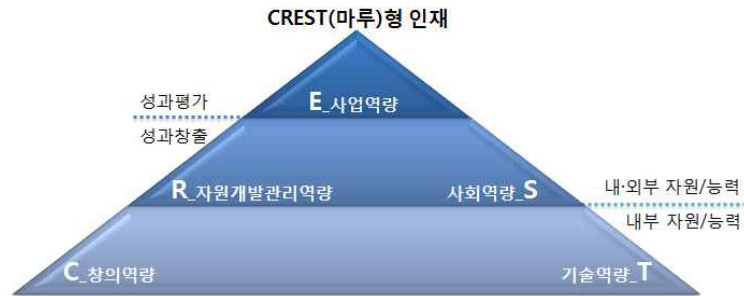 CREST(마루)형 인재
E_사업역량
성과평가
성과창출
R_자원개발관리역량
사회역량_S
내·외부 자원/능력
내부 자원/능력
C_창의역량
기술역량_T